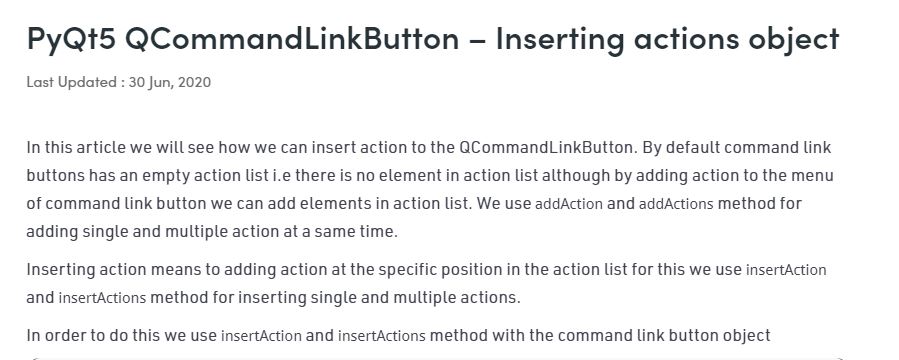 PyQt5 QCommandLinkButton – Inserting actions object
Last Updated : 30 Jun, 2020
In this article we will see how we can insert action to the QCommandLinkButton. By default command link
buttons has an empty action list i.e there is no element in action list although by adding action to the menu
of command link button we can add elements in action list. We use addAction and addActions method for
adding single and multiple action at a same time.
Inserting action means to adding action at the specific position in the action list for this we use insertAction
and insertActions method for inserting single and multiple actions.
In order to do this we use insertAction and insertActions method with the command link button object